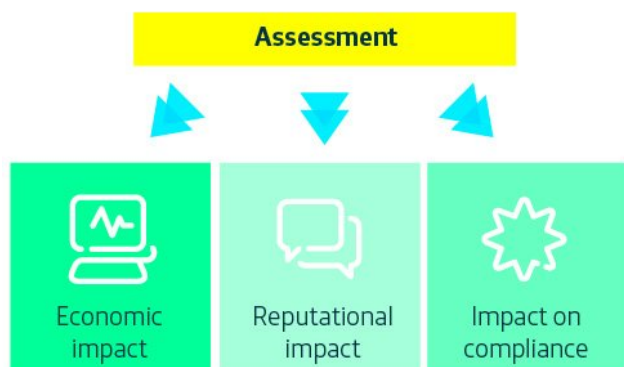 Assessment
Economic
impact
Reputational
impact
Impact on
compliance